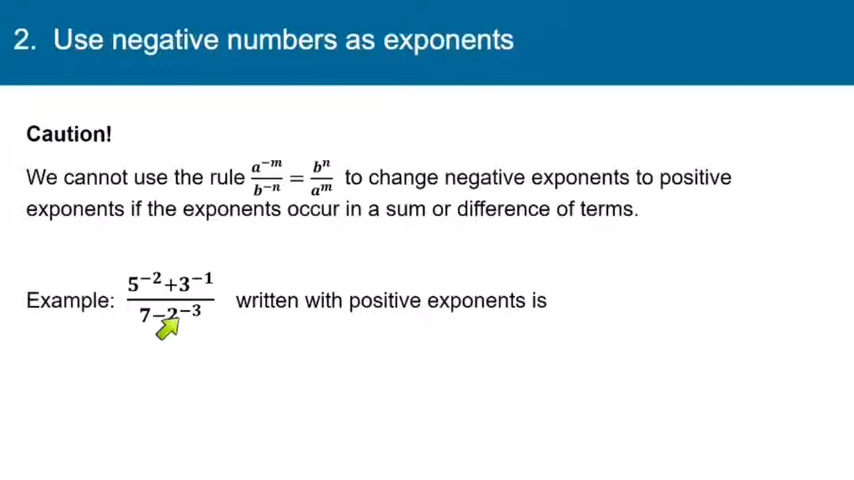 2. Use negative numbers as exponents
Caution!
We cannot use the rule a^{-m}/b^{-n} = b^n/a^m to change negative exponents to positive
exponents if the exponents occur in a sum or difference of terms.
Example: (5^{-2}+3^{-1})/(7-2^{-3}) written with positive exponents is